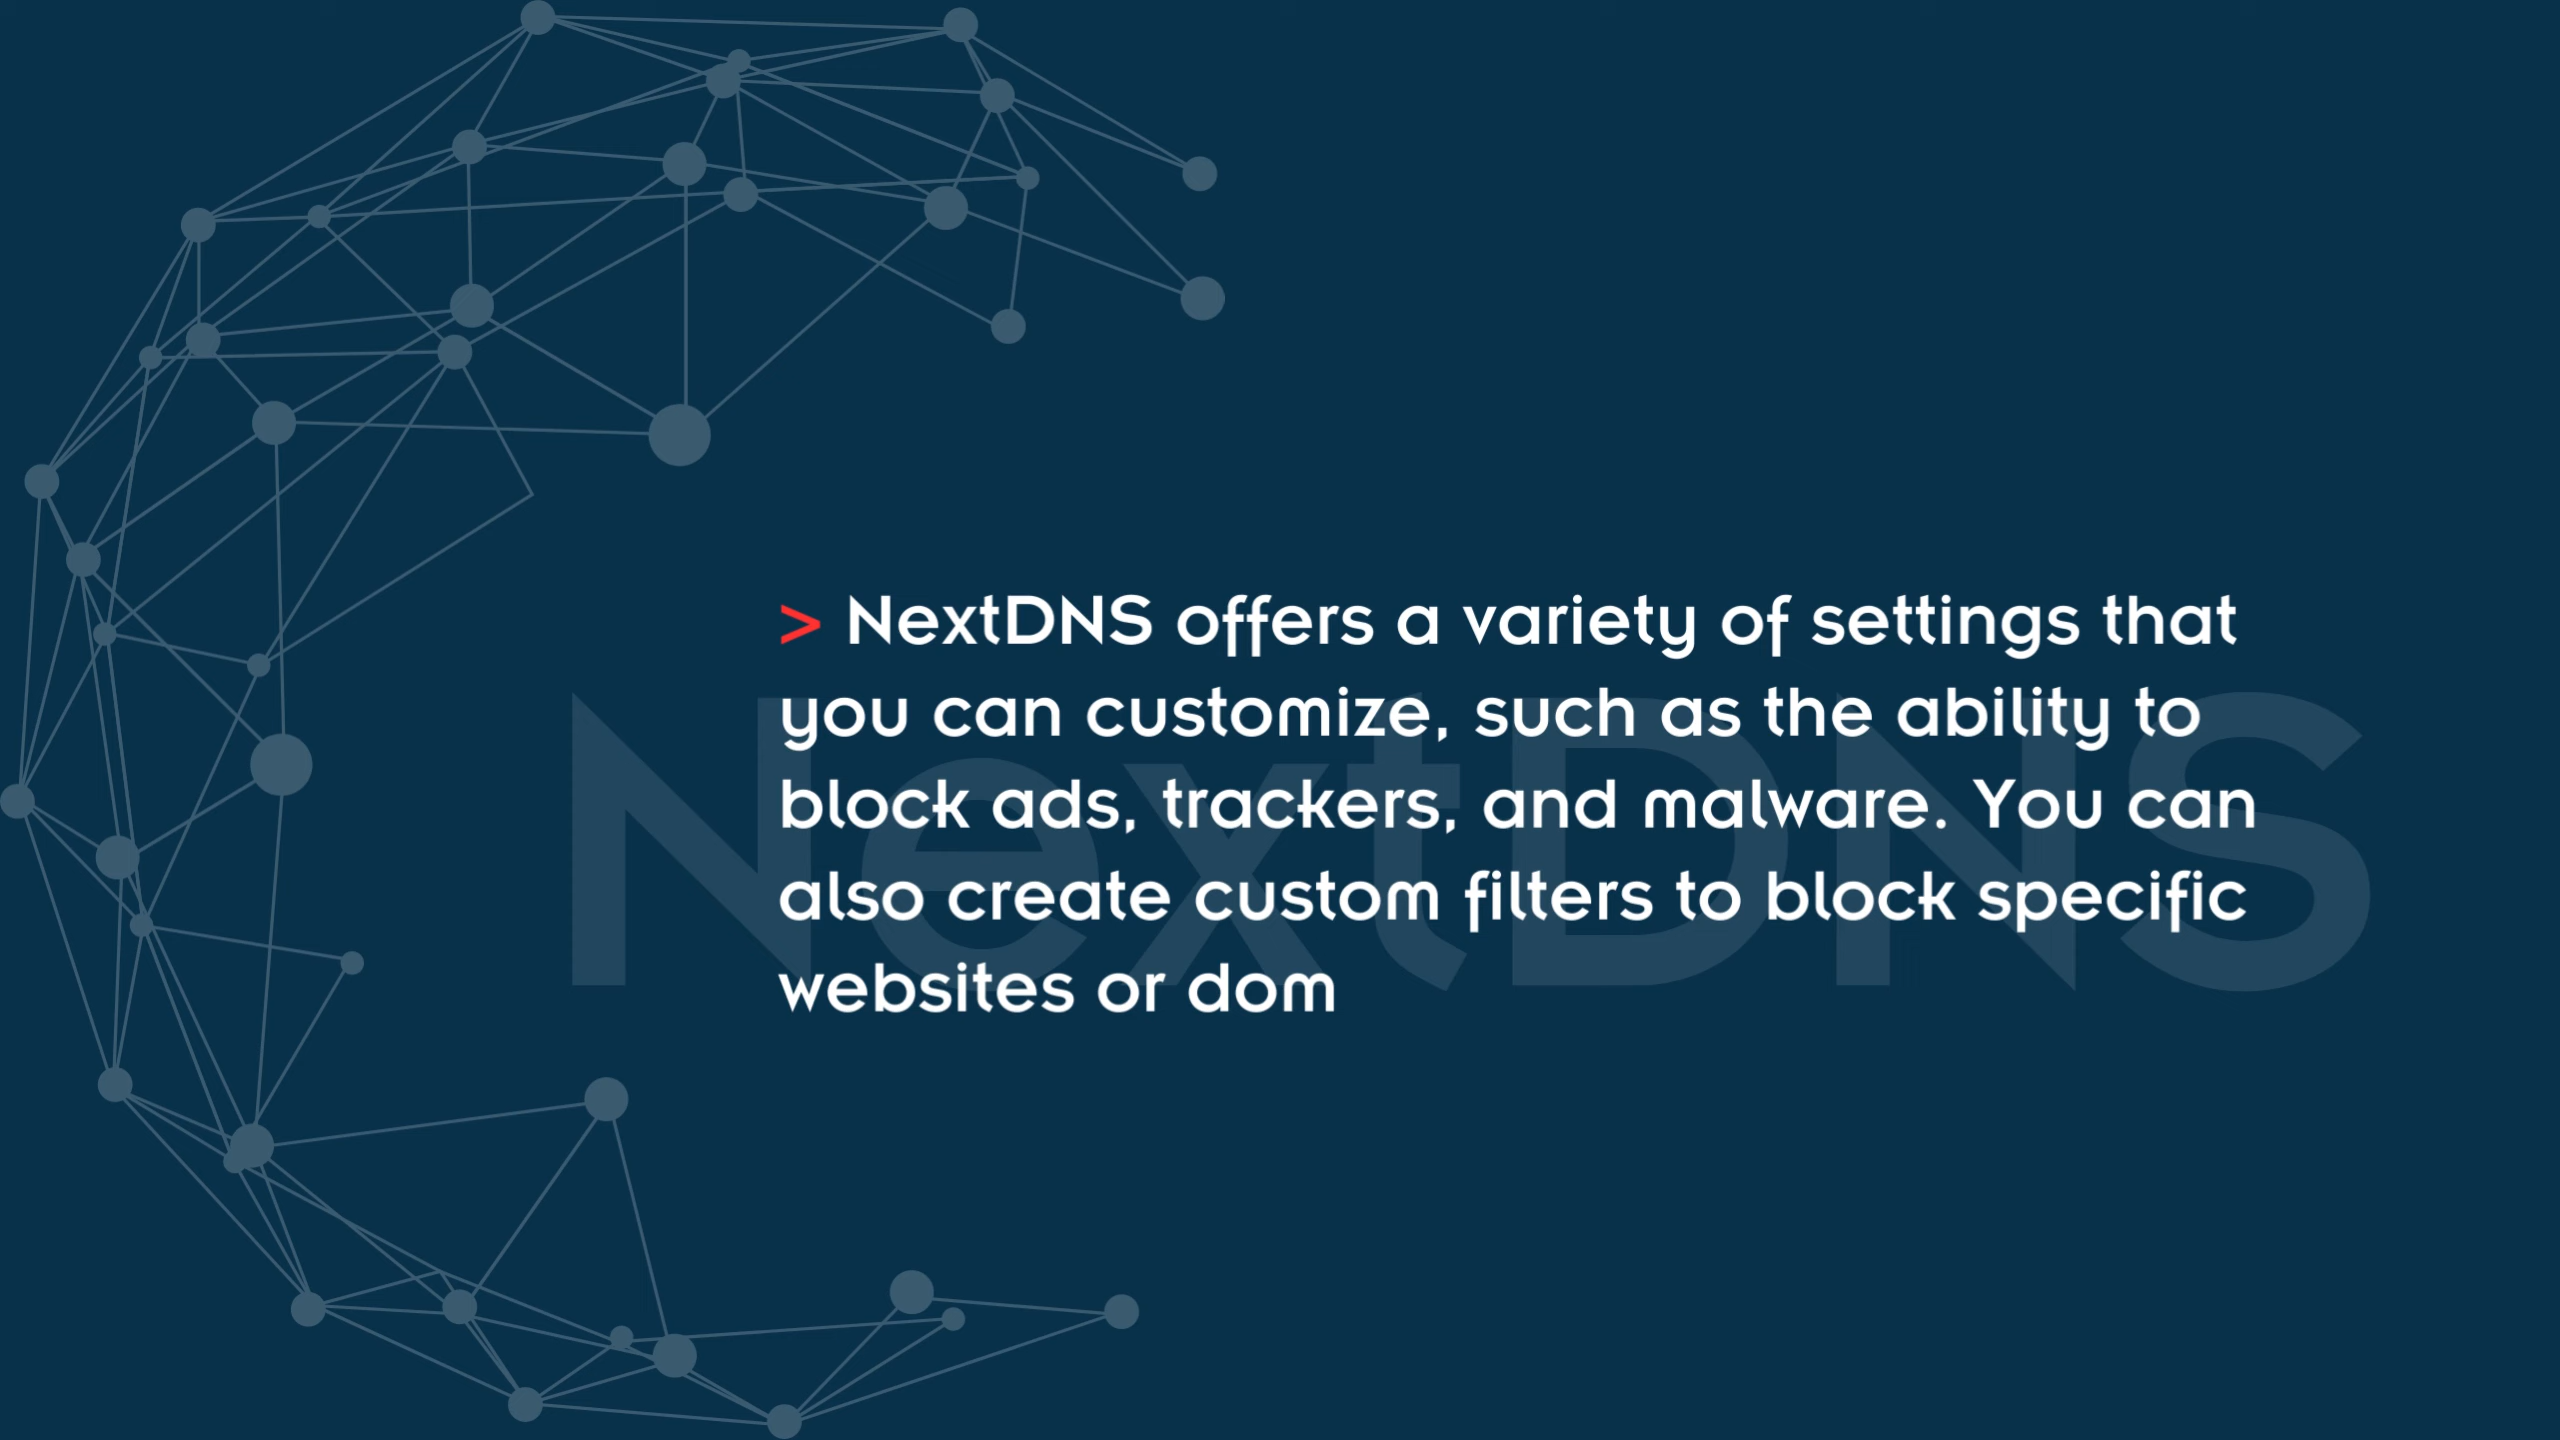 > NextDNS offers a variety of settings that
you can customize, such as the ability to
block ads, trackers, and malware. You can
also create custom filters to block specific
websites or dom
NextDNS